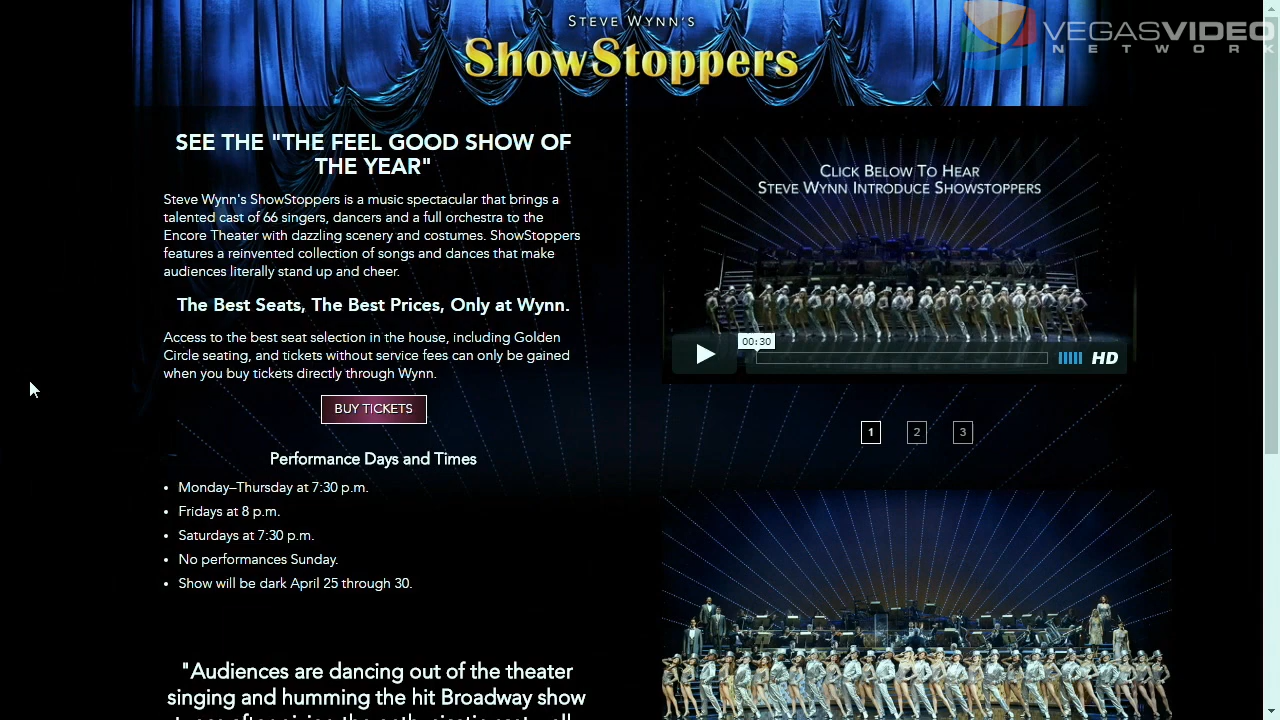 STEVE WYNN'S
ShowStoppers
VEGASVIDEO
NETWORK
SEE THE "THE FEEL GOOD SHOW OF
THE YEAR"
Steve Wynn's ShowStoppers is a music spectacular that brings a
talented cast of 66 singers, dancers and a full orchestra to the
Encore Theater with dazzling scenery and costumes. ShowStoppers
features a reinvented collection of songs and dances that make
audiences literally stand up and cheer.
The Best Seats, The Best Prices, Only at Wynn.
Access to the best seat selection in the house, including Golden
Circle seating, and tickets without service fees can only be gained
when you buy tickets directly through Wynn.
BUY TICKETS
Performance Days and Times
• Monday–Thursday at 7:30 p.m.
• Fridays at 8 p.m.
• Saturdays at 7:30 p.m.
• No performances Sunday.
• Show will be dark April 25 through 30.
"Audiences are dancing out of the theater
singing and humming the hit Broadway show
CLICK BELOW TO HEAR
STEVE WYNN INTRODUCE SHOWSTOPPERS
00:30
HD
1 2 3